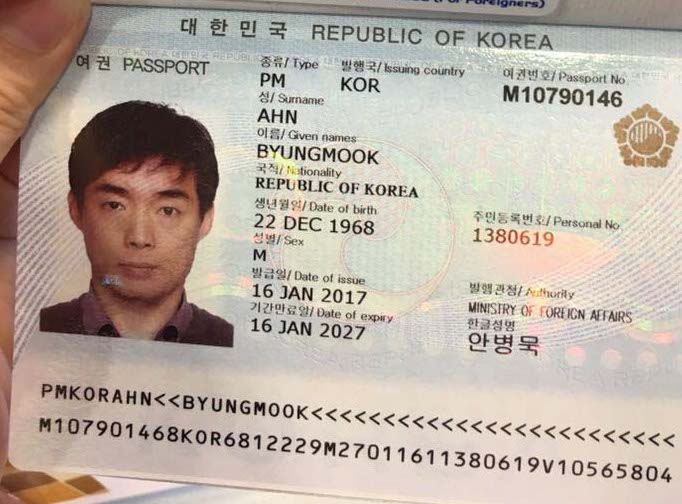 (For Foreigners)
대한민국 REPUBLIC OF KOREA
여권 PASSPORT
종류/ Type 발행국/ Issuing country 여권번호/ Passport No.
PM KOR M10790146
성/ Surname
AHN
이름/ Given names
BYUNGMOOK
국적/ Nationality
REPUBLIC OF KOREA
생년월일/ Date of birth 주민등록번호/ Personal No.
22 DEC 1968 1380619
성별/ Sex
M
발급일/ Date of issue 발행관청/ Authority
16 JAN 2017 MINISTRY OF FOREIGN AFFAIRS
기간만료일/ Date of expiry 한글성명
16 JAN 2027 안병묵
PMKORAHN<<BYUNGMOOK<<<<<<<<<<<<<<<<<<<<<<<<<
M107901468KOR6812229M27011611380619V10565804